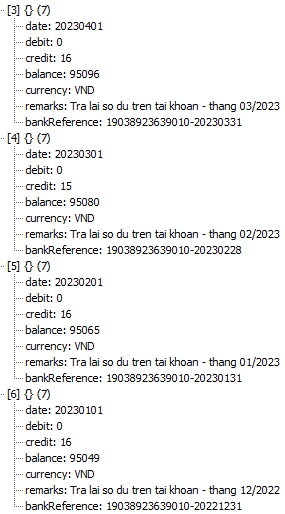 [3] {} (7)
date: 20230401
debit: 0
credit: 16
balance: 95096
currency: VND
remarks: Tra lai so du tren tai khoan - thang 03/2023
bankReference: 19038923639010-20230331
[4] {} (7)
date: 20230301
debit: 0
credit: 15
balance: 95080
currency: VND
remarks: Tra lai so du tren tai khoan - thang 02/2023
bankReference: 19038923639010-20230228
[5] {} (7)
date: 20230201
debit: 0
credit: 16
balance: 95065
currency: VND
remarks: Tra lai so du tren tai khoan - thang 01/2023
bankReference: 19038923639010-20230131
[6] {} (7)
date: 20230101
debit: 0
credit: 16
balance: 95049
currency: VND
remarks: Tra lai so du tren tai khoan - thang 12/2022
bankReference: 19038923639010-20221231